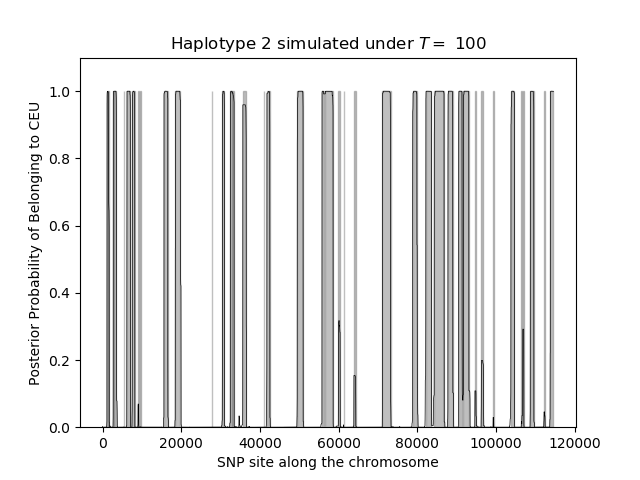 Haplotype 2 simulated under T = 100
Posterior Probability of Belonging to CEU
1.0
0.8
0.6
0.4
0.2
0.0
0 20000 40000 60000 80000 100000 120000
SNP site along the chromosome